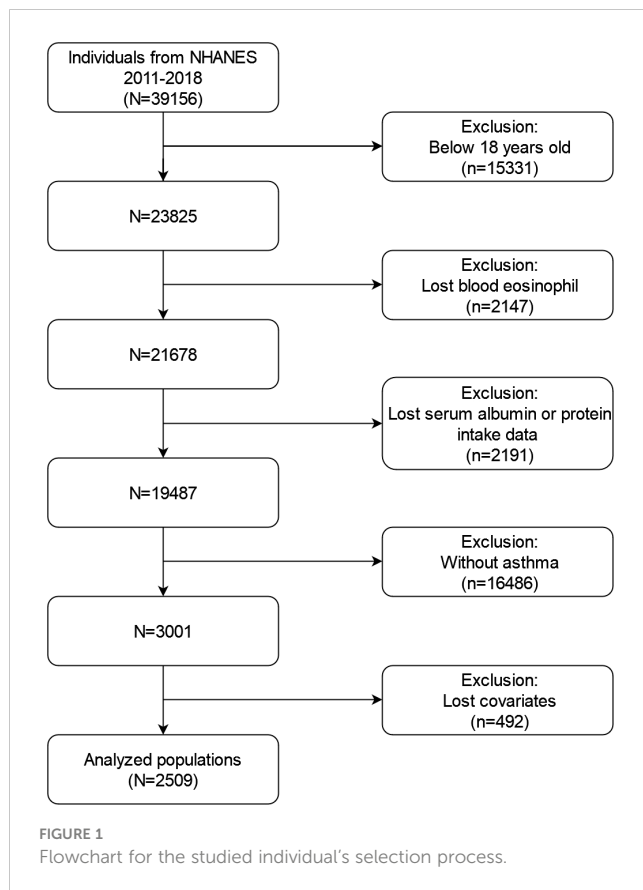 Individuals from NHANES
2011-2018
(N=39156)
Exclusion:
Below 18 years old
(n=15331)
N=23825
Exclusion:
Lost blood eosinophil
(n=2147)
N=21678
Exclusion:
Lost serum albumin or protein
intake data
(n=2191)
N=19487
Exclusion:
Without asthma
(n=16486)
N=3001
Exclusion:
Lost covariates
(n=492)
Analyzed populations
(N=2509)
FIGURE 1
Flowchart for the studied individual's selection process.